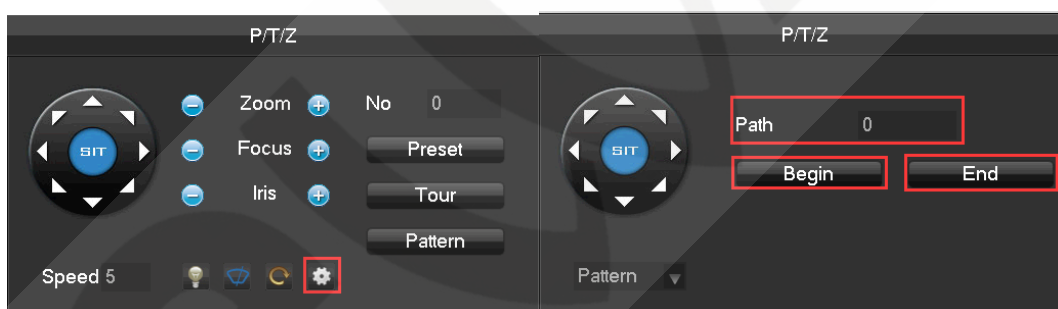 P/T/Z
Zoom
No 0
SIT
Focus
Preset
Iris
Tour
Pattern
Speed 5
P/T/Z
Path 0
SIT
Begin
End
Pattern